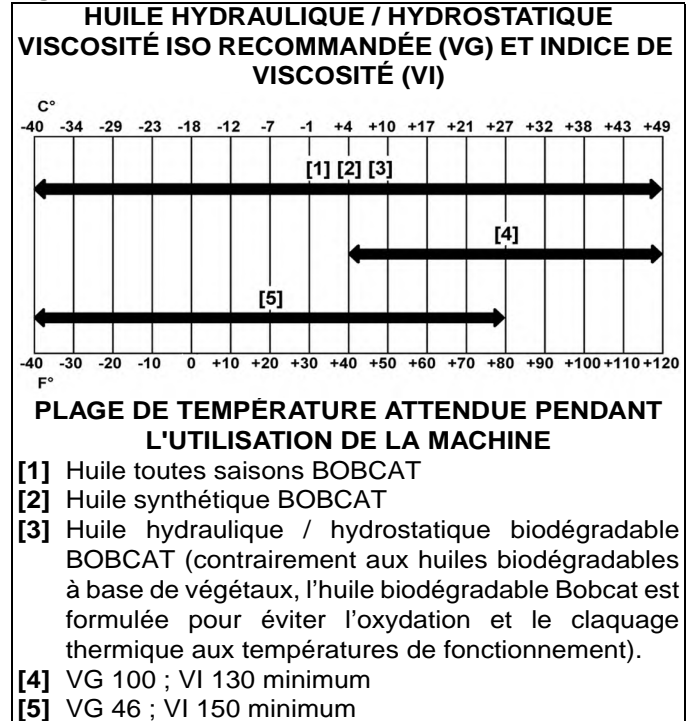 HUILE HYDRAULIQUE / HYDROSTATIQUE
VISCOSITÉ ISO RECOMMANDÉE (VG) ET INDICE DE
VISCOSITÉ (VI)
C°
-40 -34 -29 -23 -18 -12 -7 -1 +4 +10 +17 +21 +27 +32 +38 +43 +49
[1] [2] [3]
[4]
[5]
-40 -30 -20 -10 0 +10 +20 +30 +40 +50 +60 +70 +80 +90 +100 +110 +120
F°
PLAGE DE TEMPÉRATURE ATTENDUE PENDANT
L'UTILISATION DE LA MACHINE
[1] Huile toutes saisons BOBCAT
[2] Huile synthétique BOBCAT
[3] Huile hydraulique / hydrostatique biodégradable
BOBCAT (contrairement aux huiles biodégradables
à base de végétaux, l’huile biodégradable Bobcat est
formulée pour éviter l’oxydation et le claquage
thermique aux températures de fonctionnement).
[4] VG 100 ; VI 130 minimum
[5] VG 46 ; VI 150 minimum